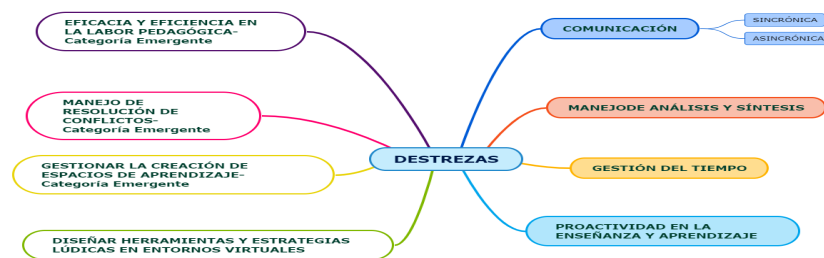 EFICACIA Y EFICIENCIA EN
LA LABOR PEDAGÓGICA-
Categoría Emergente
MANEJO DE
RESOLUCIÓN DE
CONFLICTOS-
Categoría Emergente
GESTIONAR LA CREACIÓN DE
ESPACIOS DE APRENDIZAJE-
Categoría Emergente
DISEÑAR HERRAMIENTAS Y ESTRATEGIAS
LÚDICAS EN ENTORNOS VIRTUALES
DESTREZAS
COMUNICACIÓN
SINCRÓNICA
ASINCRÓNICA
MANEJODE ANÁLISIS Y SÍNTESIS
GESTIÓN DEL TIEMPO
PROACTIVIDAD EN LA
ENSEÑANZA Y APRENDIZAJE